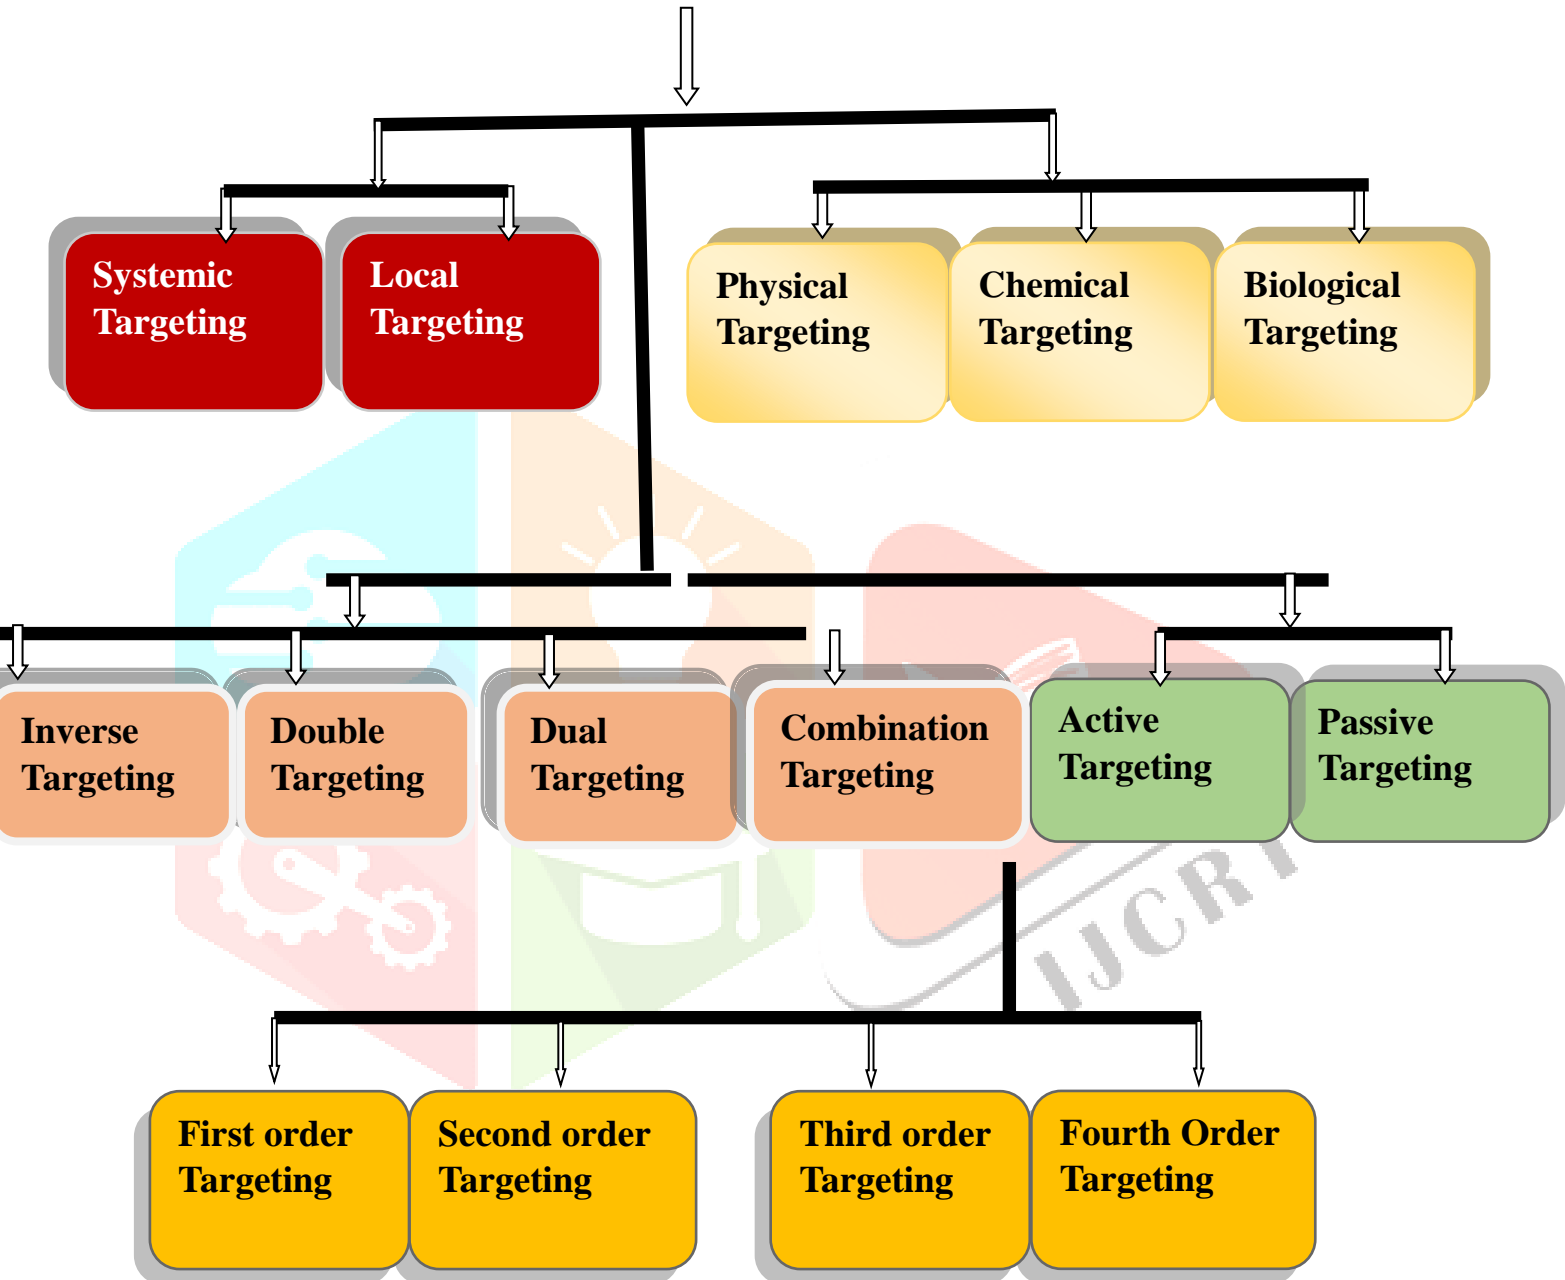 Systemic
Targeting
Local
Targeting
Physical
Targeting
Chemical
Targeting
Biological
Targeting
Inverse
Targeting
Double
Targeting
Dual
Targeting
Combination
Targeting
Active
Targeting
Passive
Targeting
IJCRT
First order
Targeting
Second order
Targeting
Third order
Targeting
Fourth Order
Targeting